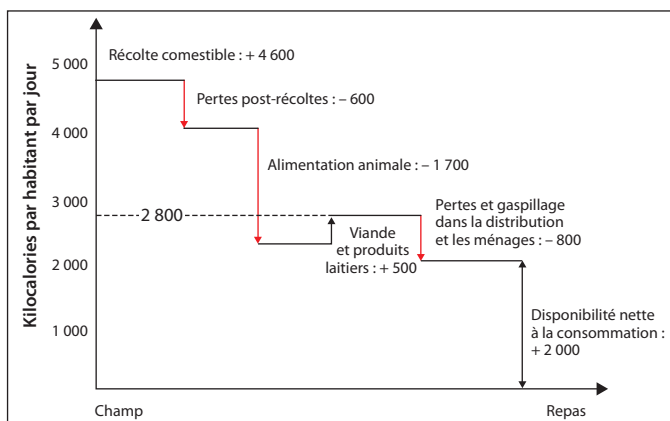 Kilocalories par habitant par jour
5 000
4 000
3 000
2 000
1 000
Récolte comestible : + 4 600
Pertes post-récoltes : – 600
Alimentation animale : – 1 700
2 800
Viande
et produits
laitiers : + 500
Pertes et gaspillage
dans la distribution
et les ménages : – 800
Disponibilité nette
à la consommation :
+ 2 000
Champ
Repas